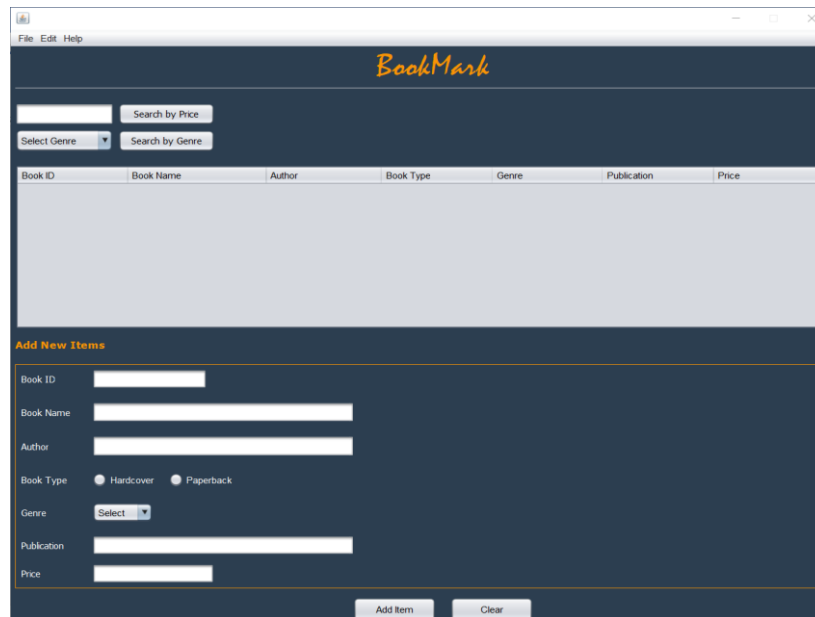 File Edit Help
BookMark
Search by Price
Select Genre Search by Genre
Book ID Book Name Author Book Type Genre Publication Price
Add New Items
Book ID
Book Name
Author
Book Type Hardcover Paperback
Genre Select
Publication
Price
Add Item Clear